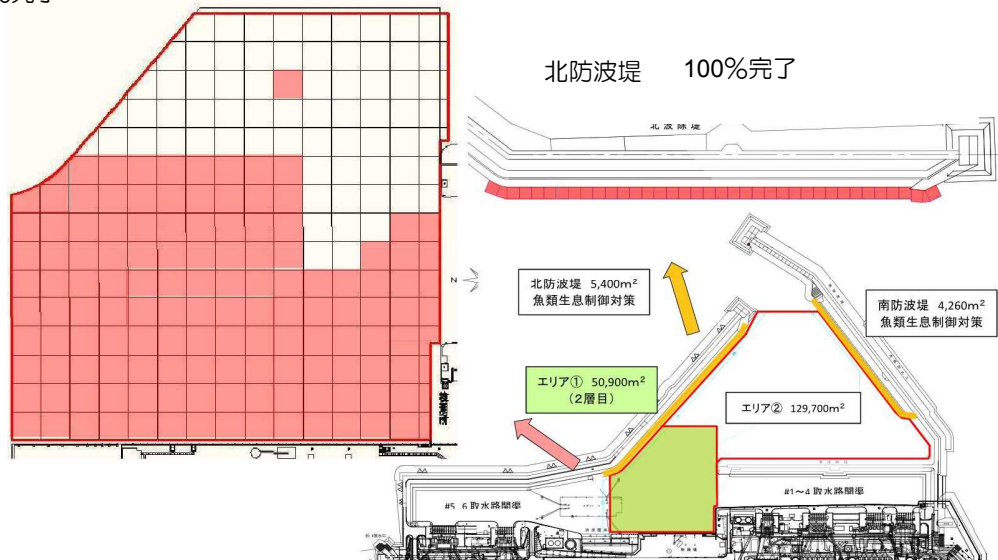 完了
北防波堤 100%完了
北波除堤
北防波堤 5,400m²
魚類生息制御対策
南防波堤 4,260m²
魚類生息制御対策
エリア① 50,900m²
(2層目)
エリア② 129,700m²
#5、6 取水路開渠
#1～4 取水路開渠